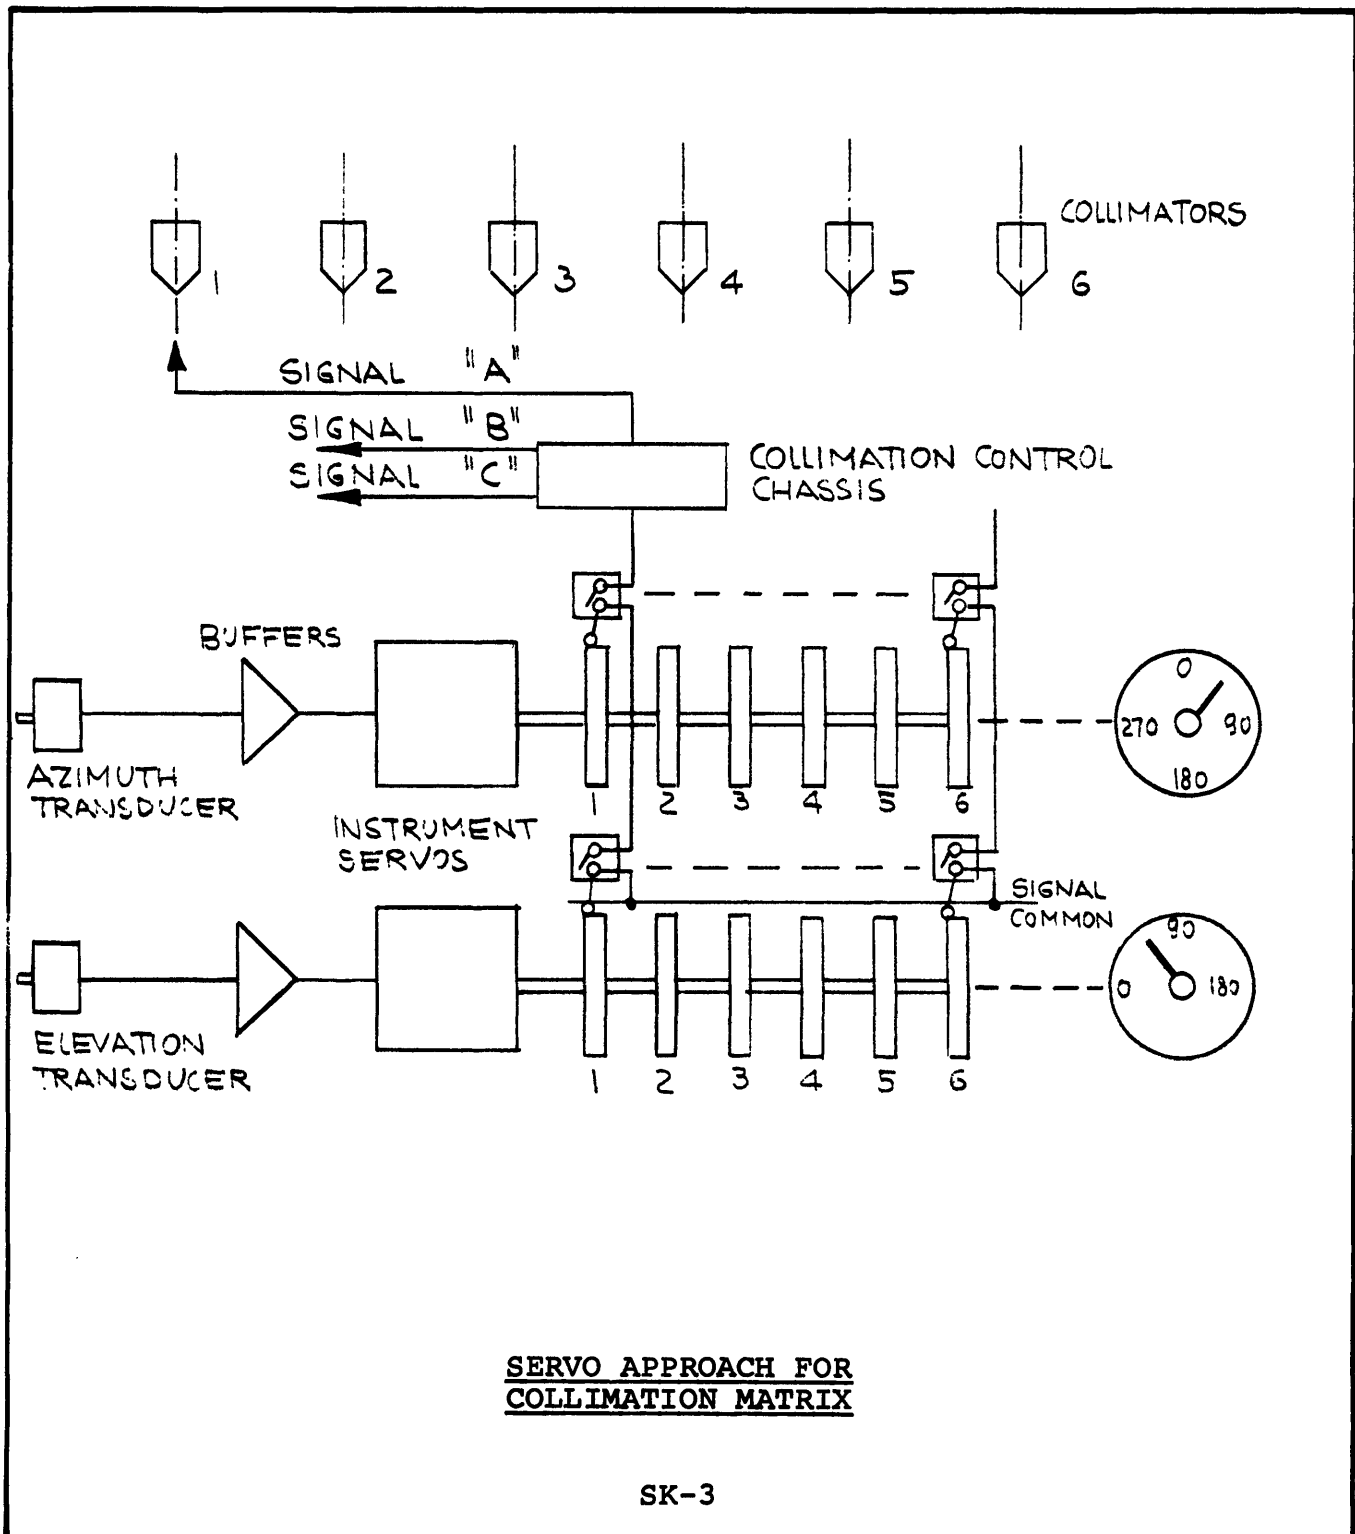 COLLIMATORS
1 2 3 4 5 6
SIGNAL "A"
SIGNAL "B"
SIGNAL "C"
COLLIMATION CONTROL
CHASSIS
BUFFERS
AZIMUTH
TRANSDUCER
INSTRUMENT
SERVOS
1 2 3 4 5 6
0
270 90
180
SIGNAL
COMMON
ELEVATION
TRANSDUCER
1 2 3 4 5 6
90
0 180
SERVO APPROACH FOR
COLLIMATION MATRIX
SK-3